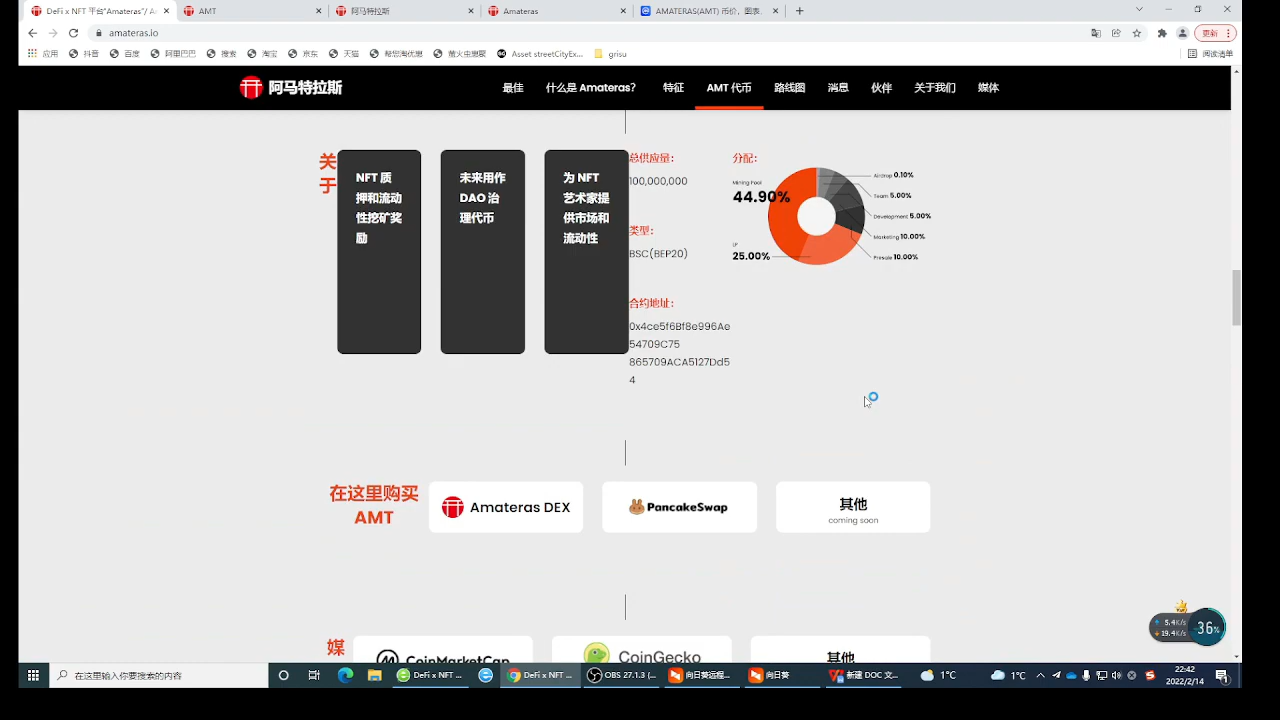 DeFi x NFT 平台"Amateras"/ A
AMT
阿马特拉斯
Amateras
AMATERAS(AMT) 币价，图表
amateras.io
更新
应用
抖音
百度
阿里巴巴
搜索
淘宝
京东
天猫
帮您淘优惠
萤火虫惠聚
Asset streetCityEx...
grisu
阅读清单
阿马特拉斯
最佳
什么是 Amateras?
特征
AMT 代币
路线图
消息
伙伴
关于我们
媒体
关
于
NFT 质
押和流动
性挖矿奖
励
未来用作
DAO 治
理代币
为 NFT
艺术家提
供市场和
流动性
总供应量：
100,000,000
类型：
BSC(BEP20)
合约地址：
0x4ce5f6Bf8e996Ae
54709C75
865709ACA5127Dd5
4
分配：
Mining Pool
44.90%
LP
25.00%
Airdrop 0.10%
Team 5.00%
Development 5.00%
Marketing 10.00%
Presale 10.00%
在这里购买
AMT
Amateras DEX
PancakeSwap
其他
coming soon
媒
CoinMarketCap
CoinGecko
其他
5.4K/s
19.4K/s
36%
在这里输入你要搜索的内容
DeFi x NFT ...
DeFi x NFT ...
OBS 27.1.3 (...
向日葵远程...
向日葵
新建 DOC 文...
1°C
1°C
22:42
2022/2/14